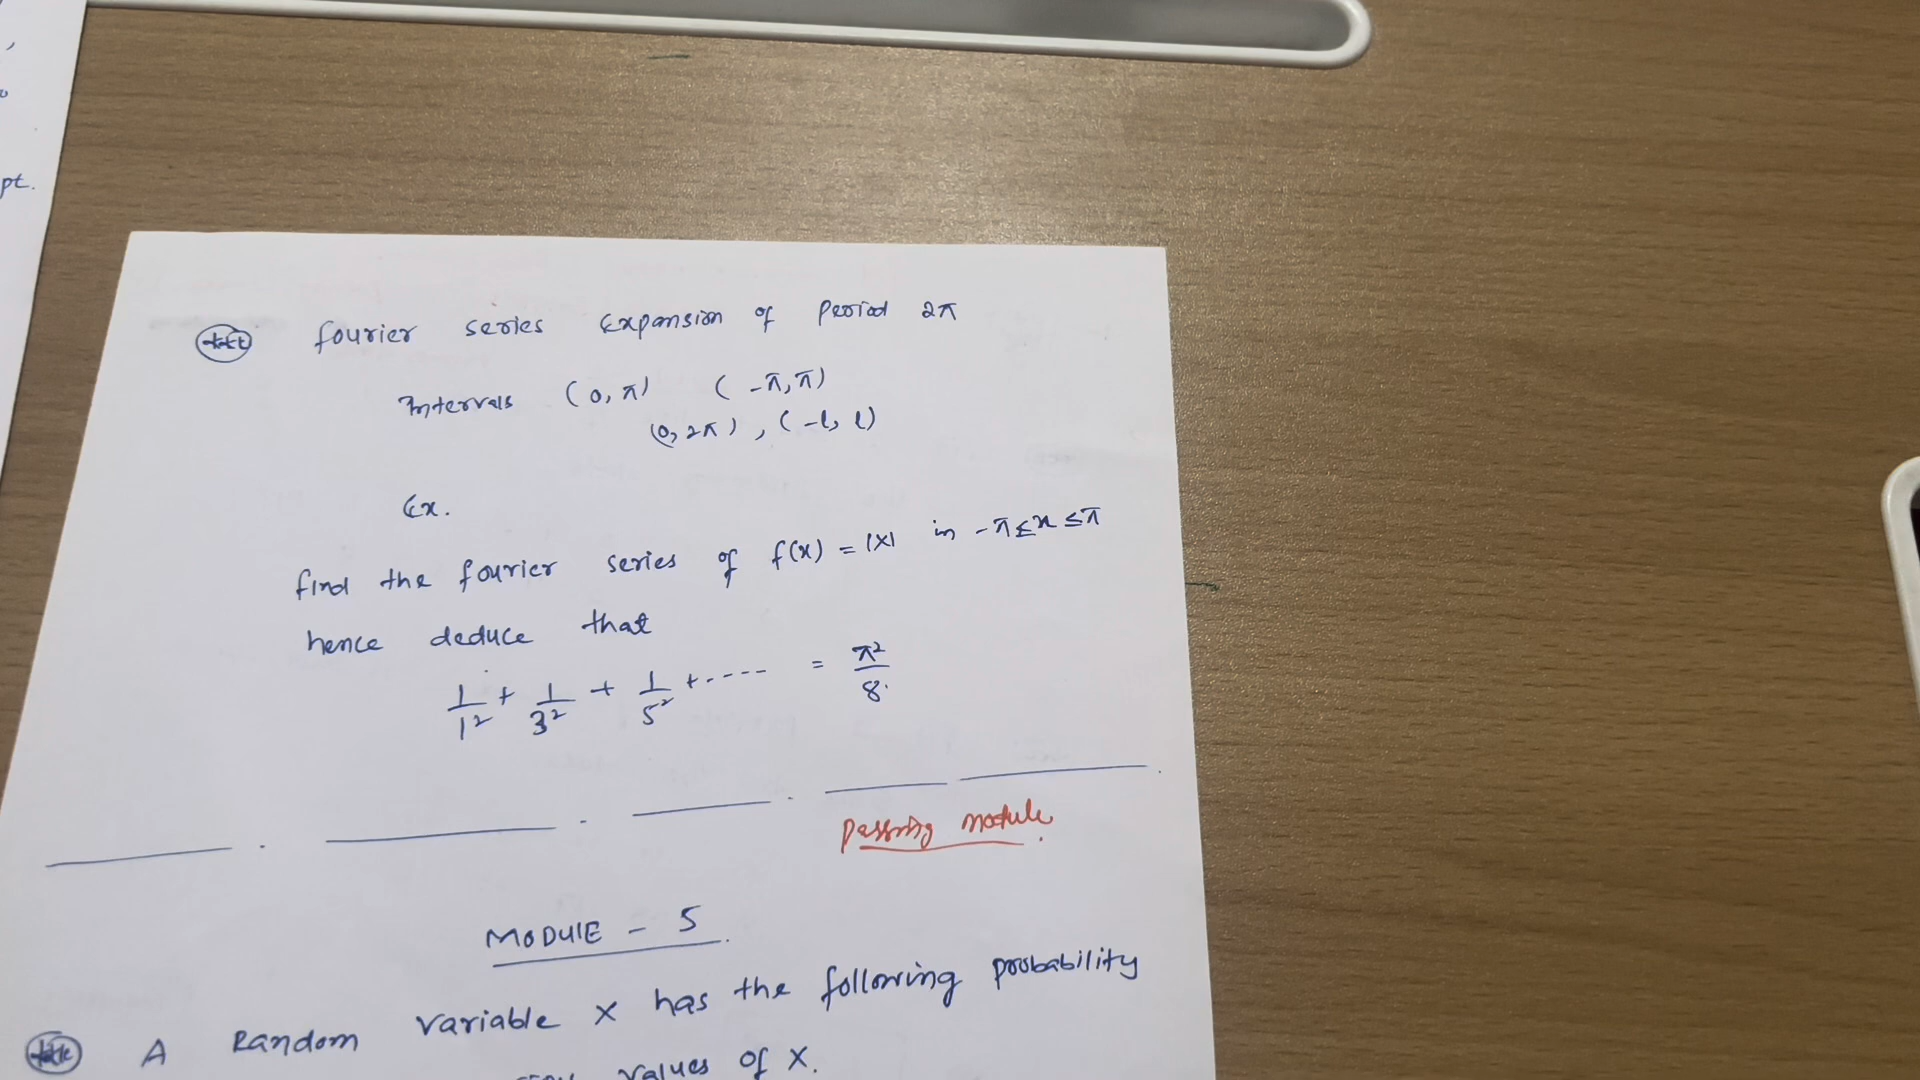 pt.
fourier series Expansion of Period 2π
Intervals (0, π) (-π, π)
(0, 2π), (-l, l)
Ex.
find the fourier series of f(x) = |x| in -π ≤ x ≤ π
hence deduce that
1/1² + 1/3² + 1/5² + ---- = π²/8.
Passing module.
MODULE - 5.
A Random variable X has the following probability
values of X.